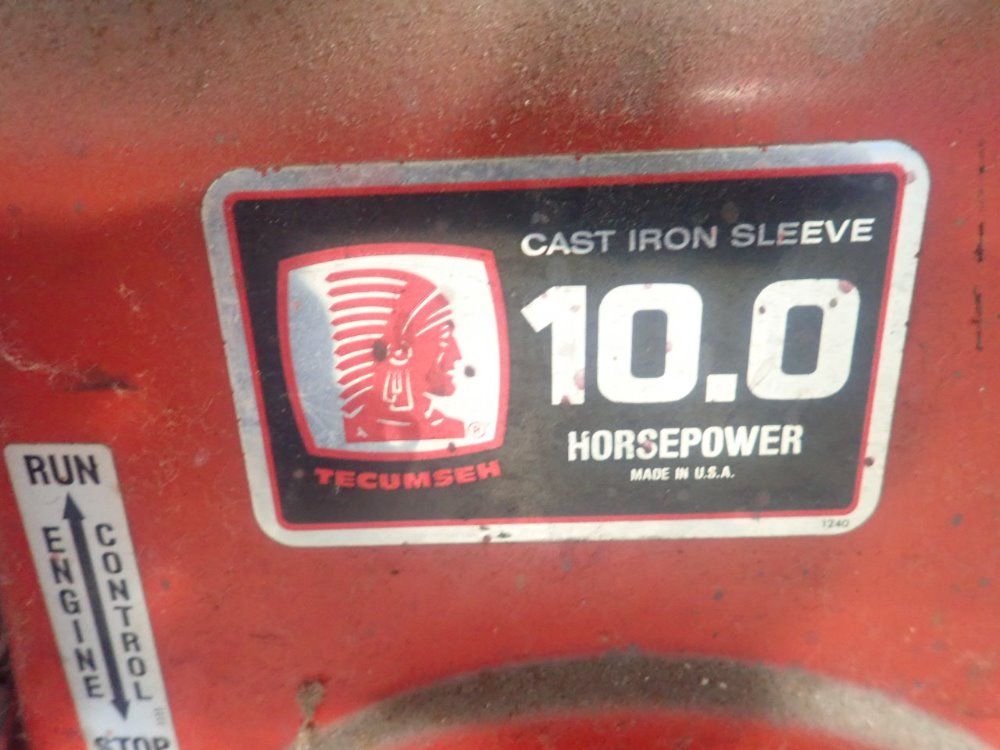 CAST IRON SLEEVE
10.0
HORSEPOWER
MADE IN U.S.A.
®
TECUMSEH
1240
RUN
ENGINE
CONTROL
STOP